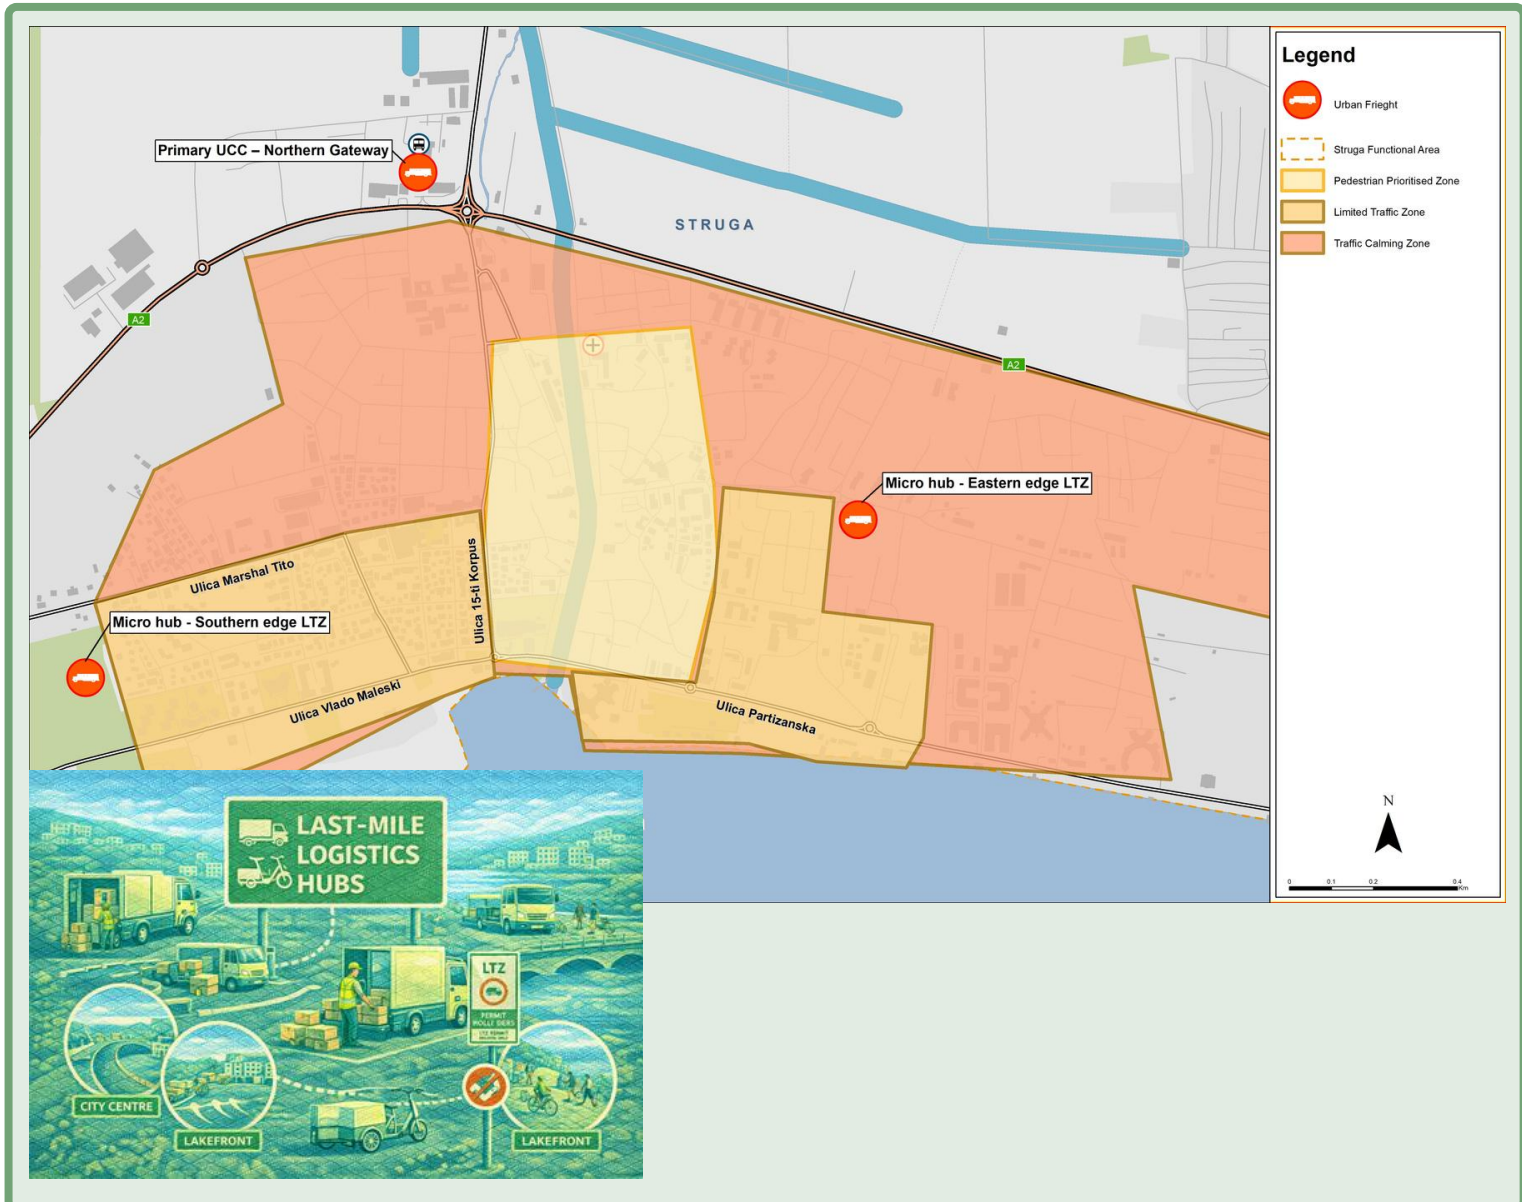 Primary UCC – Northern Gateway
STRUGA
A2
A2
Micro hub - Eastern edge LTZ
Ulica Marshal Tito
Ulica 15-ti Korpus
Micro hub - Southern edge LTZ
Ulica Vlado Maleski
Ulica Partizanska
Legend
Urban Frieght
Struga Functional Area
Pedestrian Prioritised Zone
Limited Traffic Zone
Traffic Calming Zone
N
0 0.1 0.2 0.4
Km
LAST-MILE
LOGISTICS
HUBS
LTZ
PERMIT
CITY CENTRE
LAKEFRONT
LAKEFRONT